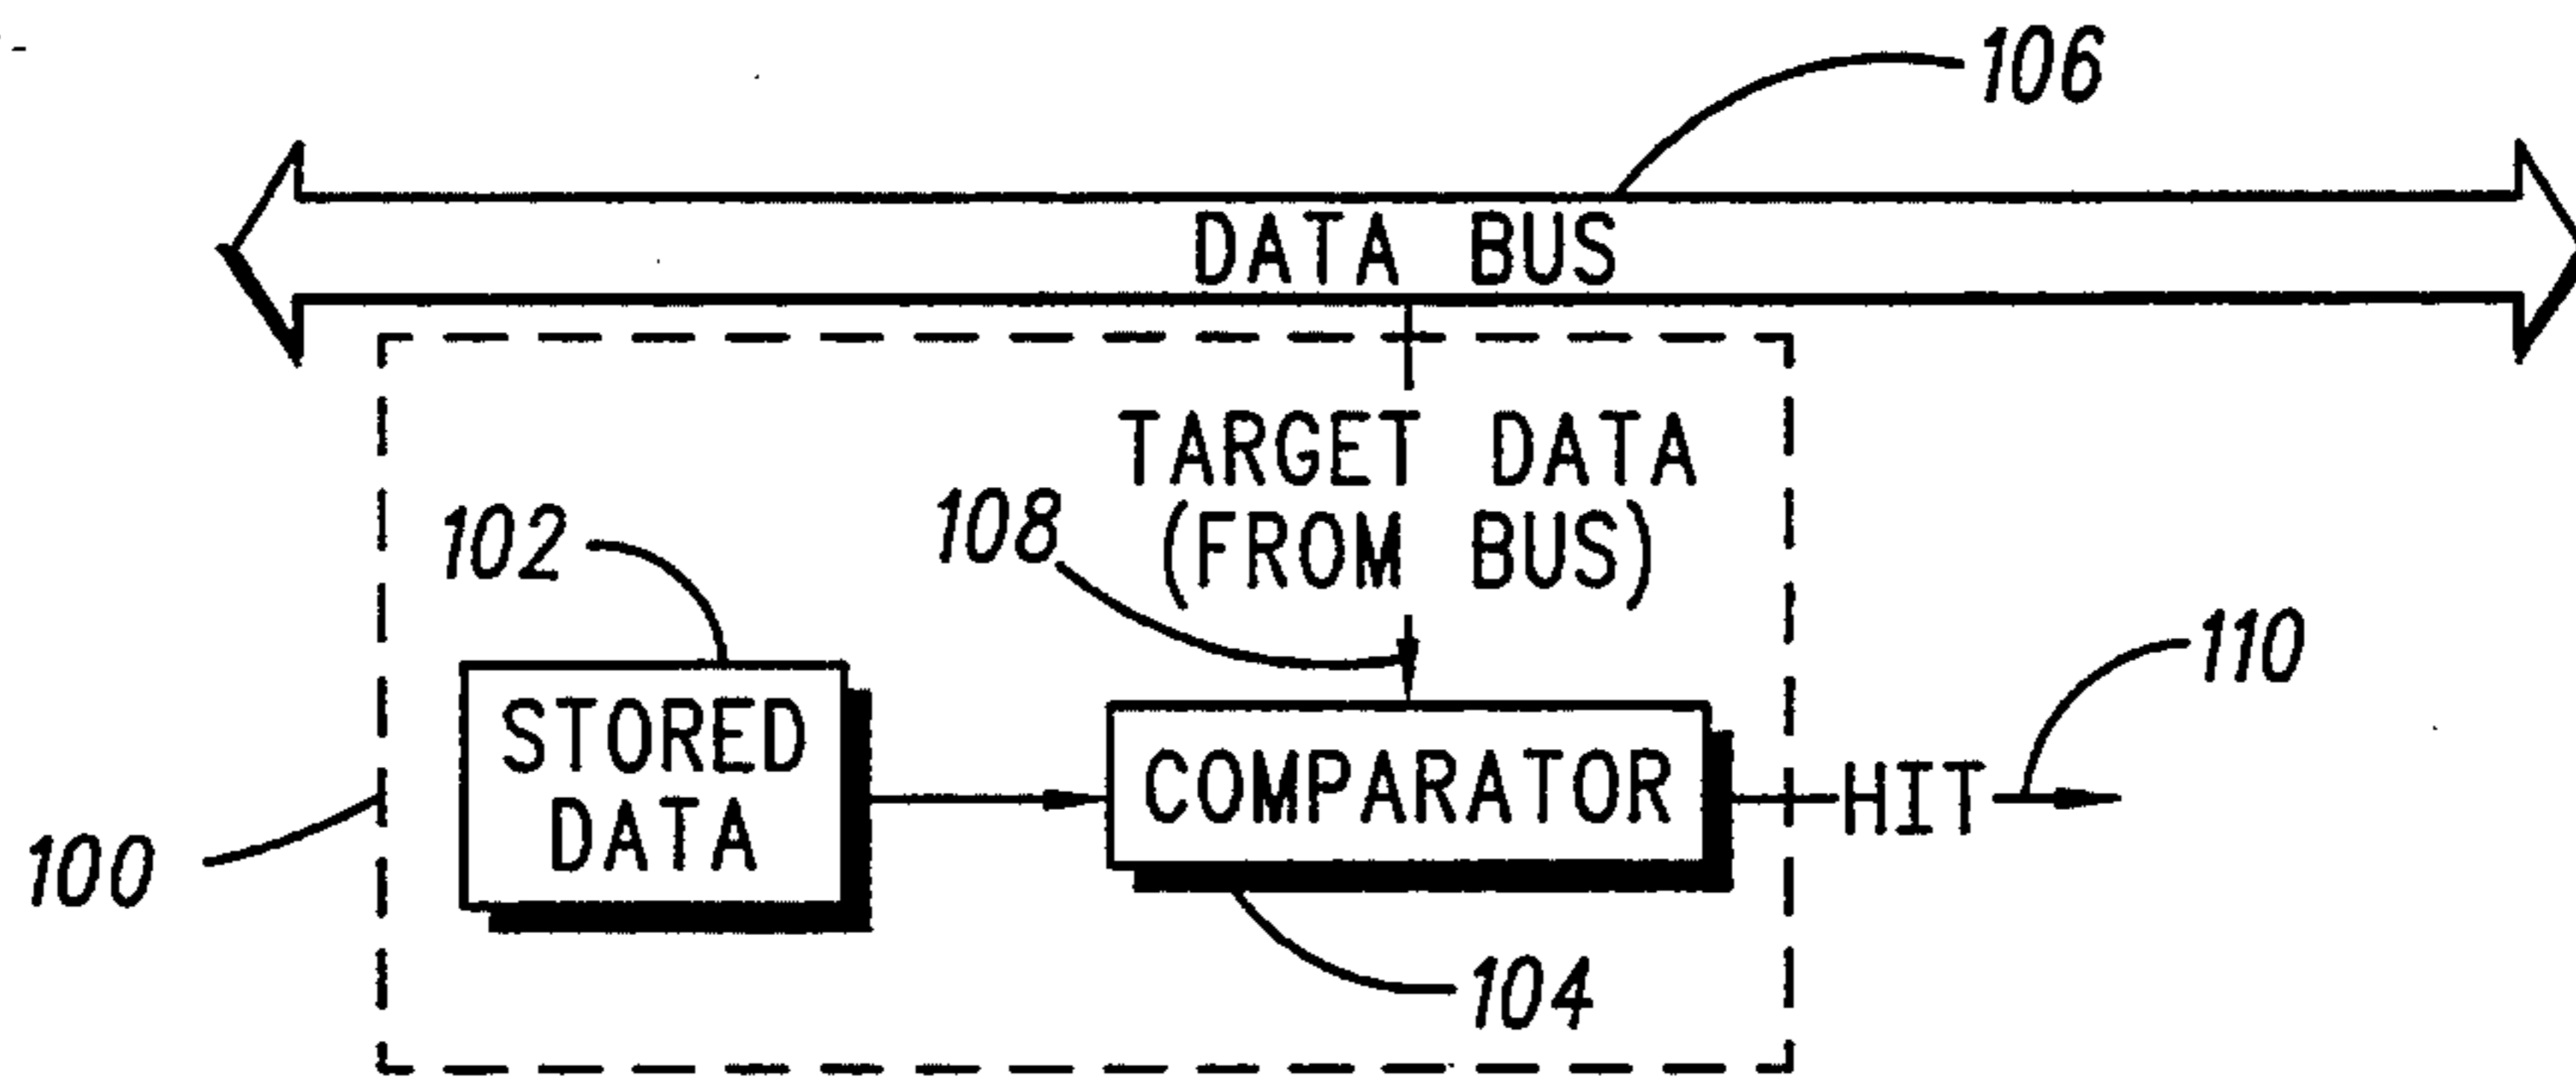 106
DATA BUS
TARGET DATA
(FROM BUS)
108
102
110
STORED
DATA
COMPARATOR
HIT
100
104